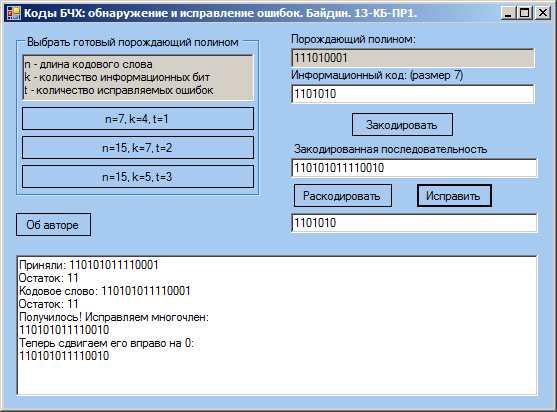 Коды БЧХ: обнаружение и исправление ошибок. Байдин. 13-КБ-ПР1.
Выбрать готовый порождающий полином
n - длина кодового слова
k - количество информационных бит
t - количество исправляемых ошибок
n=7, k=4, t=1
n=15, k=7, t=2
n=15, k=5, t=3
Об авторе
Порождающий полином:
111010001
Информационный код: (размер 7)
1101010
Закодировать
Закодированная последовательность
110101011110010
Раскодировать
Исправить
1101010
Приняли: 110101011110001
Остаток: 11
Кодовое слово: 110101011110001
Остаток: 11
Получилось! Исправляем многочлен:
110101011110010
Теперь сдвигаем его вправо на 0:
110101011110010